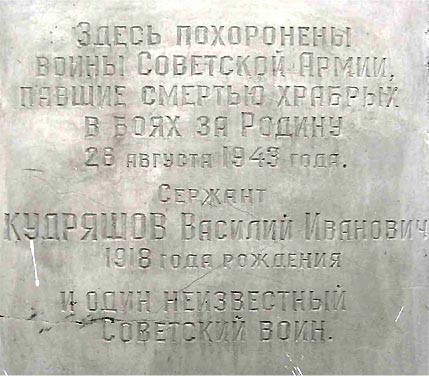 Здесь похоронены
воины Советской Армии,
павшие смертью храбрых
в боях за Родину
28 августа 1943 года.
Сержант
КУДРЯШОВ Василий Иванович
1918 года рождения
и один неизвестный
Советский воин.